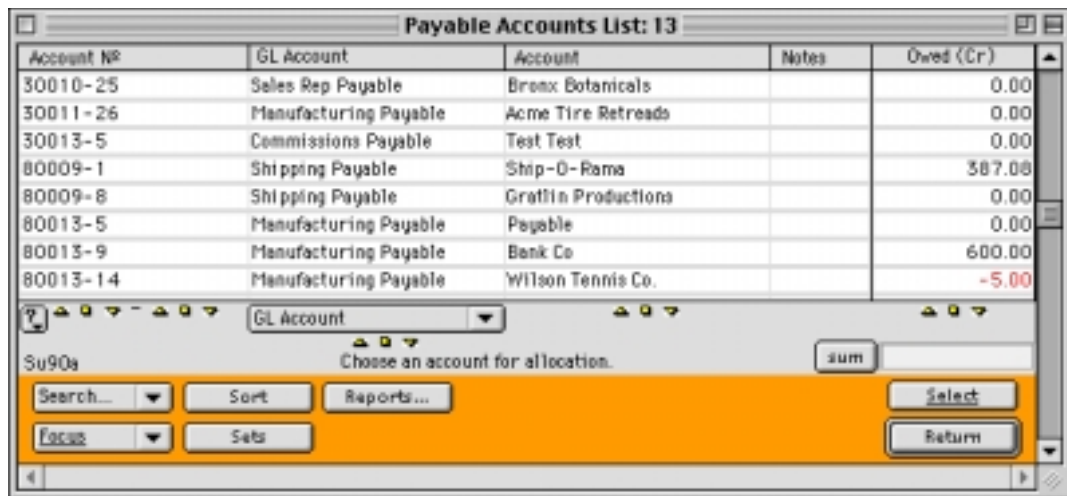 Payable Accounts List: 13
Account Nº GL Account Account Notes Owed (Cr)
30010-25 Sales Rep Payable Bronx Botanicals 0.00
30011-26 Manufacturing Payable Acme Tire Retreads 0.00
30013-5 Commissions Payable Test Test 0.00
80009-1 Shipping Payable Ship-O-Rama 387.08
80009-8 Shipping Payable Gratlin Productions 0.00
80013-5 Manufacturing Payable Payable 0.00
80013-9 Manufacturing Payable Bank Co 600.00
80013-14 Manufacturing Payable Wilson Tennis Co. -5.00
? - GL Account
Su90a Choose an account for allocation. sum
Search... Sort Reports... Select
Focus Sets Return